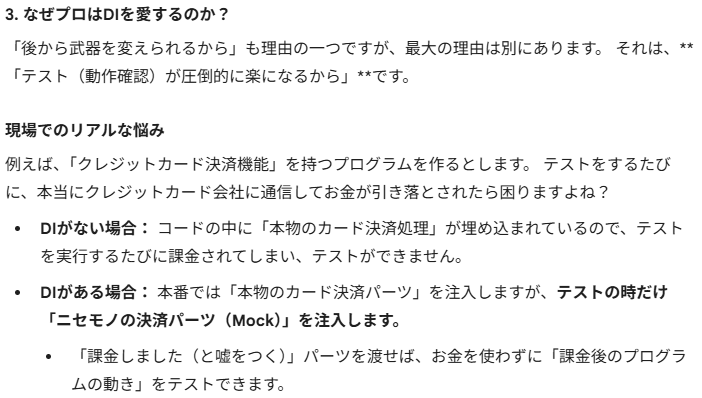 3. なぜプロはDIを愛するのか？
「後から武器を変えられるから」も理由の一つですが、最大の理由は別にあります。 それは、**
「テスト（動作確認）が圧倒的に楽になるから」**です。
現場でのリアルな悩み
例えば、「クレジットカード決済機能」を持つプログラムを作るとします。 テストをするたび
に、本当にクレジットカード会社に通信してお金が引き落とされたら困りますよね？
• DIがない場合： コードの中に「本物のカード決済処理」が埋め込まれているので、テスト
を実行するたびに課金されてしまい、テストができません。
• DIがある場合： 本番では「本物のカード決済パーツ」を注入しますが、テストの時だけ
「ニセモノの決済パーツ（Mock）」を注入します。
• 「課金しました（と嘘をつく）」パーツを渡せば、お金を使わずに「課金後のプログラ
ムの動き」をテストできます。